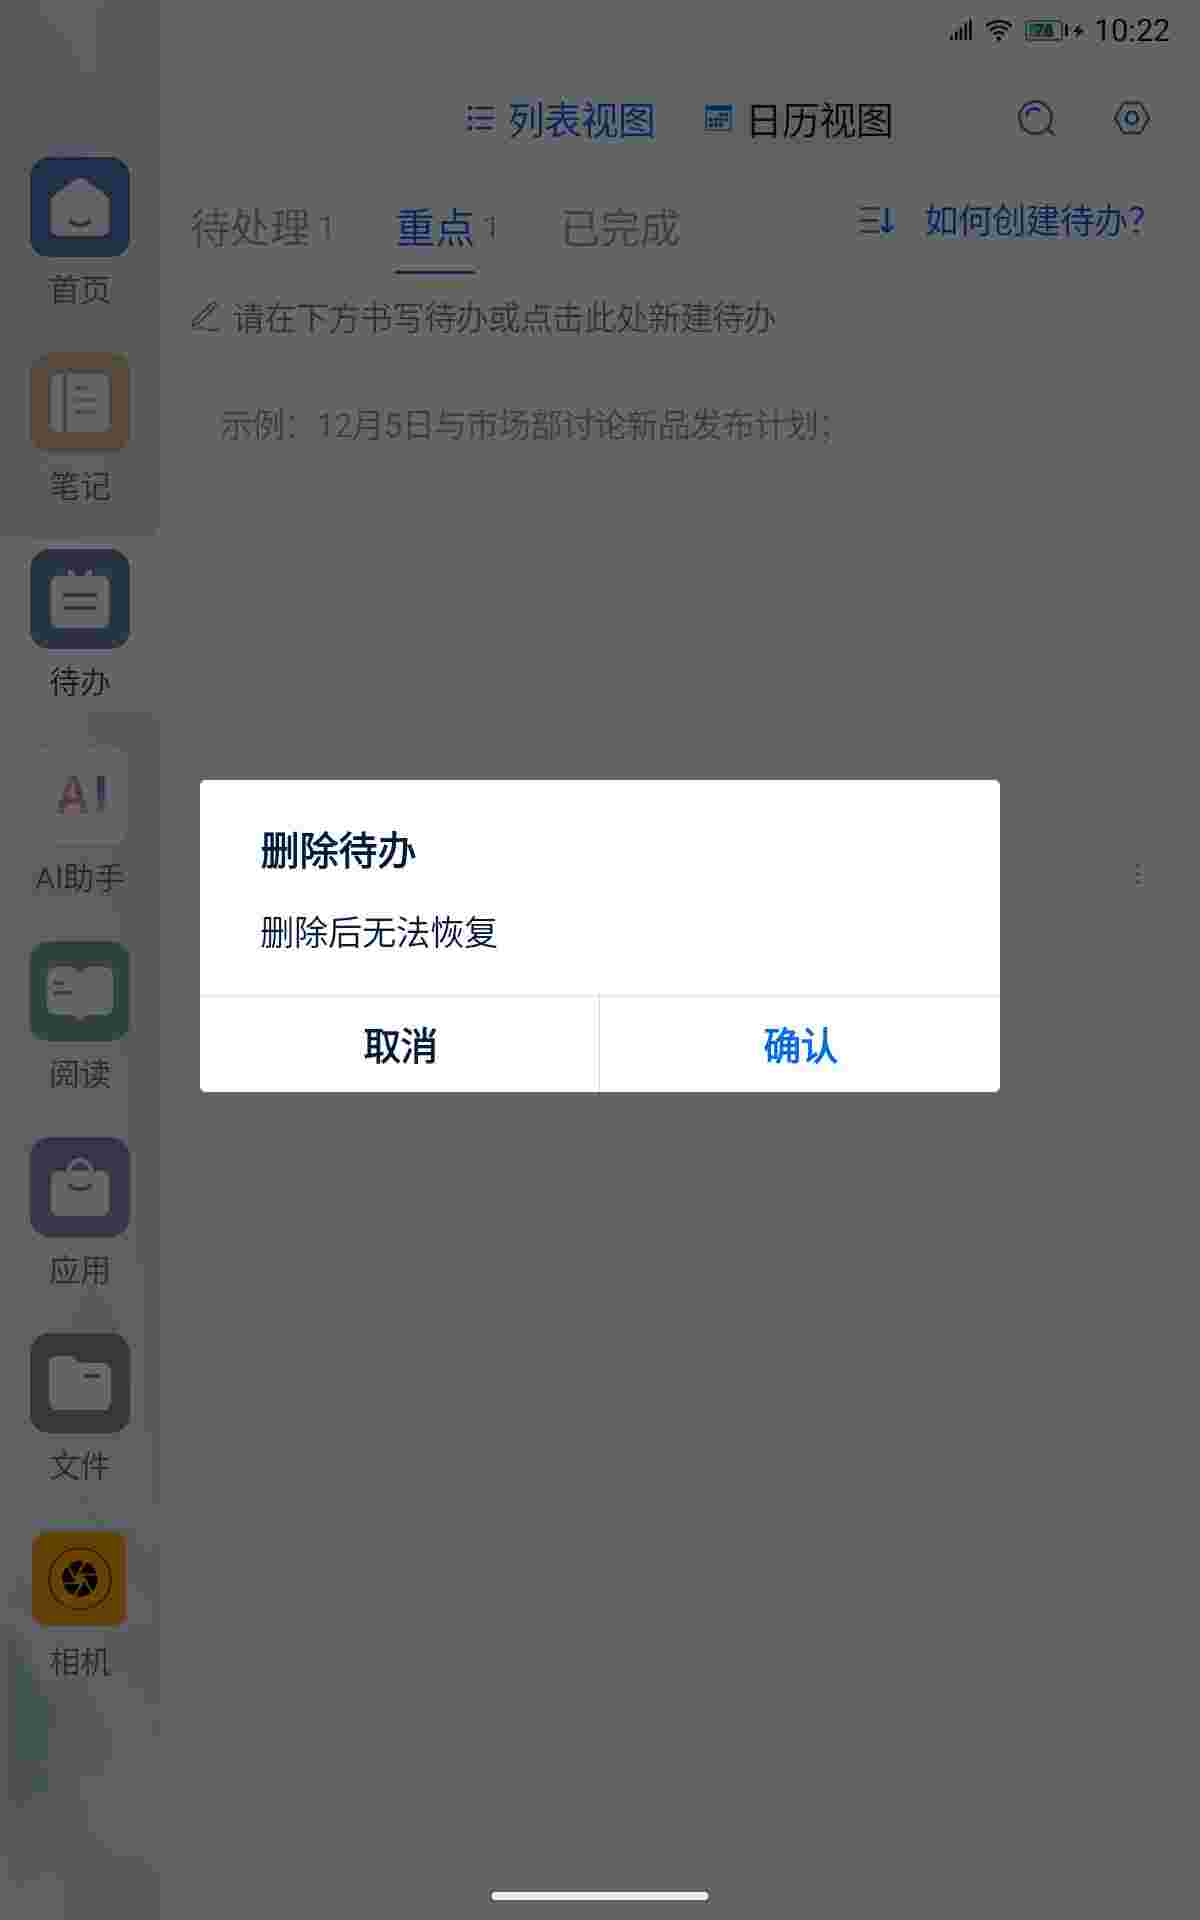 74 10:22
列表视图 日历视图
待处理 1 重点 1 已完成 如何创建待办?
请在下方书写待办或点击此处新建待办
示例：12月5日与市场部讨论新品发布计划;
首页
笔记
待办
AI
AI助手
阅读
应用
文件
相机
删除待办
删除后无法恢复
取消 确认